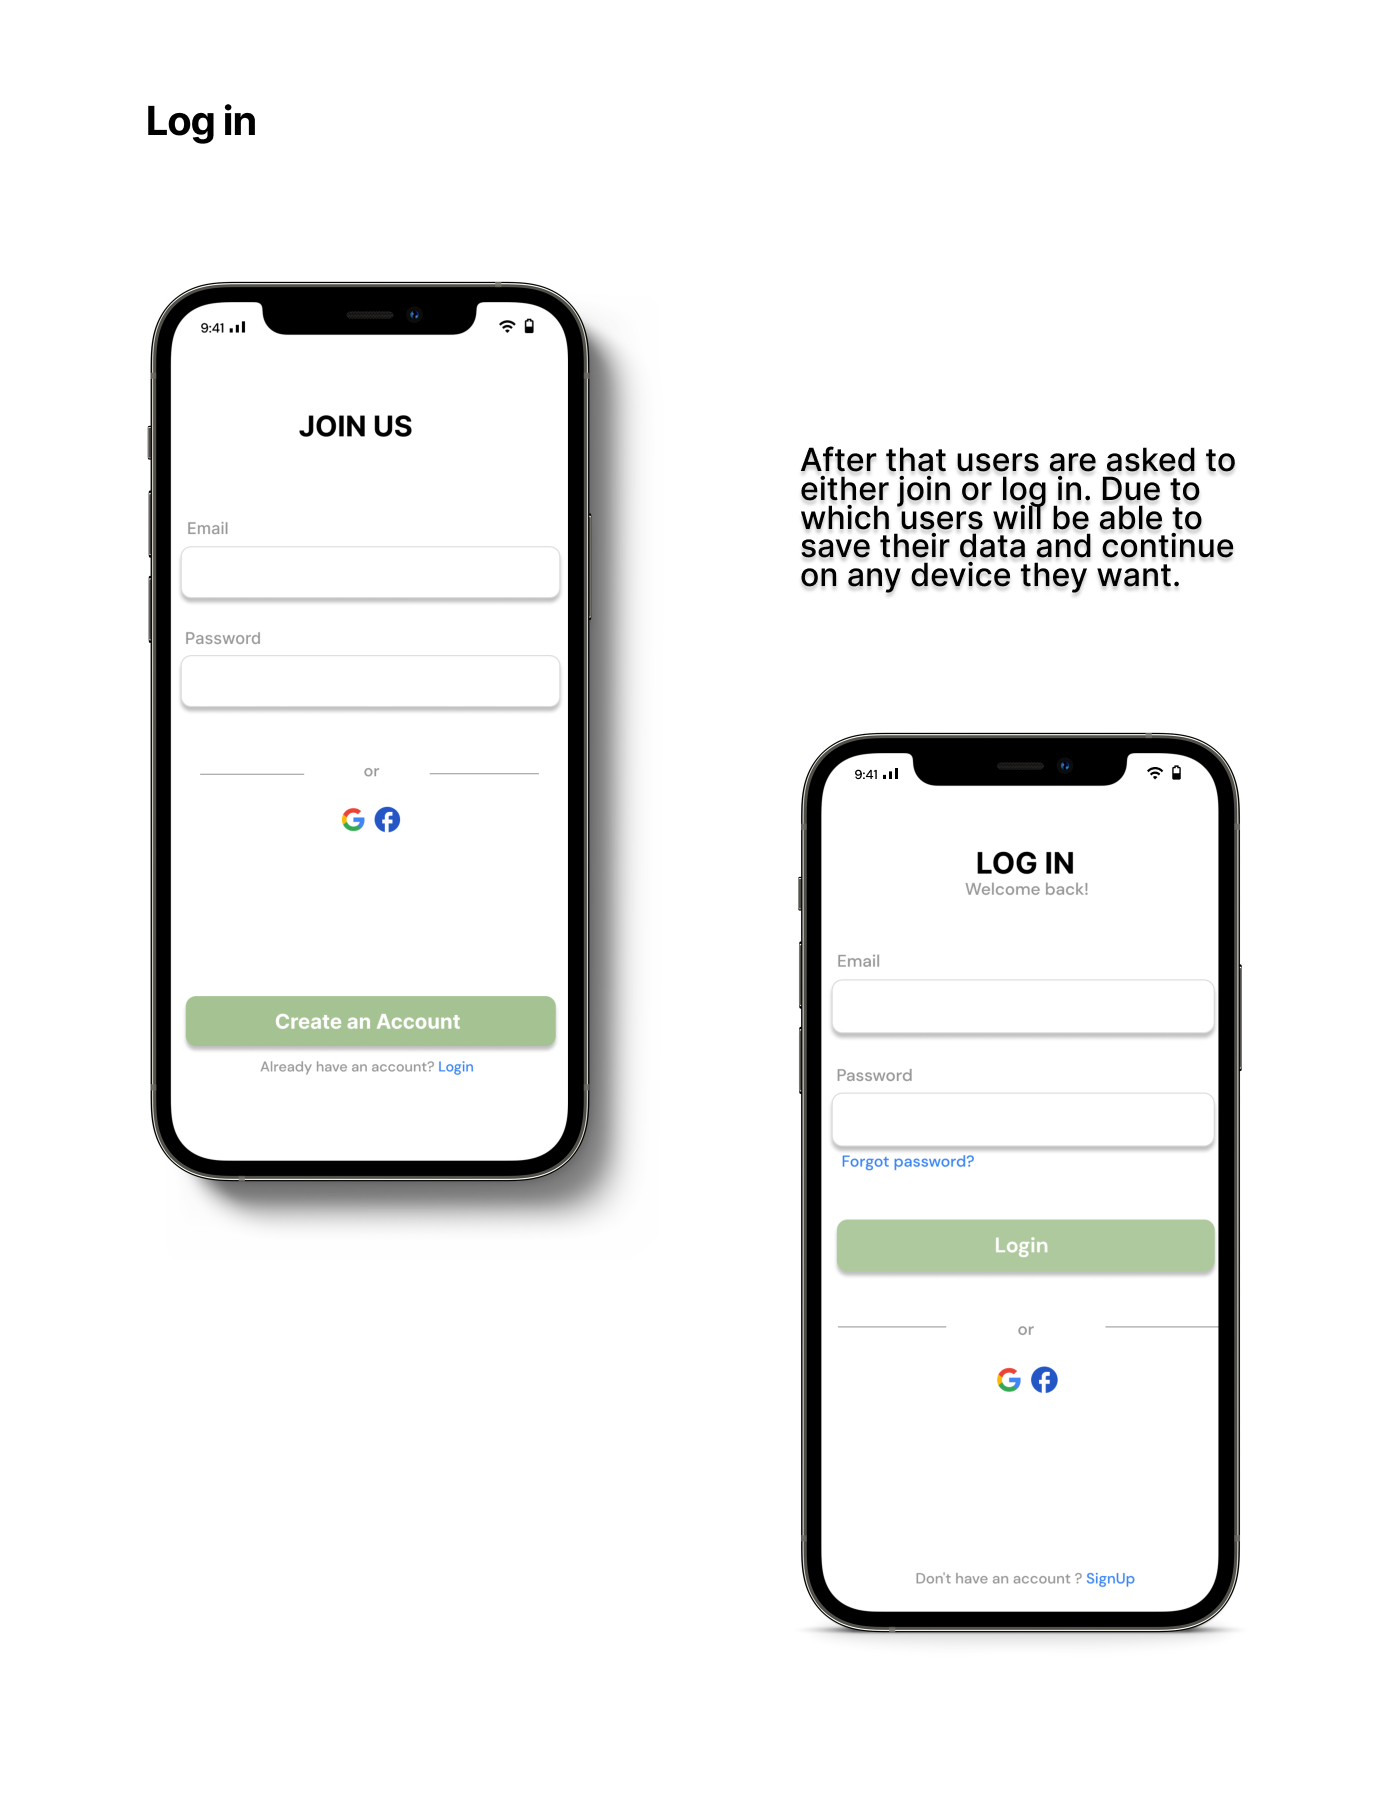 Log in
9:41
JOIN US
Email
Password
or
Create an Account
Already have an account? Login
After that users are asked to
either join or log in. Due to
which users will be able to
save their data and continue
on any device they want.
9:41
LOG IN
Welcome back!
Email
Password
Forgot password?
Login
or
Don't have an account ? SignUp